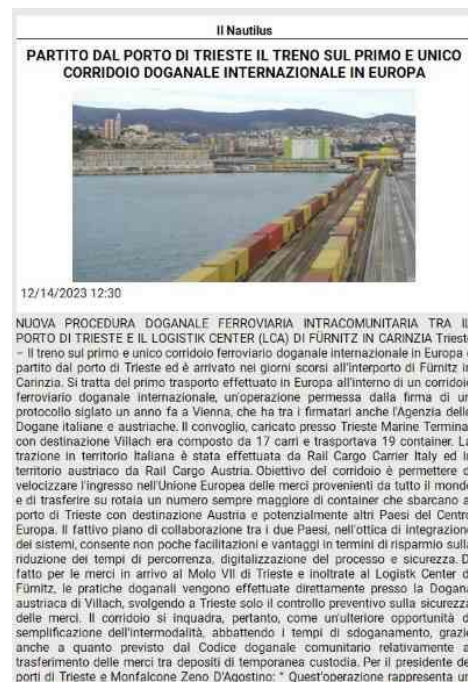 Il Nautilus
PARTITO DAL PORTO DI TRIESTE IL TRENO SUL PRIMO E UNICO
CORRIDOIO DOGANALE INTERNAZIONALE IN EUROPA
12/14/2023 12:30
NUOVA PROCEDURA DOGANALE FERROVIARIA INTRACOMUNITARIA TRA IL
PORTO DI TRIESTE E IL LOGISTIK CENTER (LCA) DI FÜRNITZ IN CARINZIA Trieste
– Il treno sul primo e unico corridoio ferroviario doganale internazionale in Europa è
partito dal porto di Trieste ed è arrivato nei giorni scorsi all'interporto di Fürnitz in
Carinzia. Si tratta del primo trasporto effettuato in Europa all'interno di un corridoio
ferroviario doganale internazionale, un'operazione permessa dalla firma di un
protocollo siglato un anno fa a Vienna, che ha tra i firmatari anche l'Agenzia delle
Dogane italiane e austriache. Il convoglio, caricato presso Trieste Marine Terminal
con destinazione Villach era composto da 17 carri e trasportava 19 container. La
trazione in territorio Italiana è stata effettuata da Rail Cargo Carrier Italy ed in
territorio austriaco da Rail Cargo Austria. Obiettivo del corridoio è permettere di
velocizzare l'ingresso nell'Unione Europea delle merci provenienti da tutto il mondo
e di trasferire su rotaia un numero sempre maggiore di container che sbarcano al
porto di Trieste con destinazione Austria e potenzialmente altri Paesi del Centro
Europa. Il fattivo piano di collaborazione tra i due Paesi, nell'ottica di integrazione
dei sistemi, consente non poche facilitazioni e vantaggi in termini di risparmio sulla
riduzione dei tempi di percorrenza, digitalizzazione del processo e sicurezza. Di
fatto per le merci in arrivo al Molo VII di Trieste e inoltrate al Logistk Center di
Fürnitz, le pratiche doganali vengono effettuate direttamente presso la Dogana
austriaca di Villach, svolgendo a Trieste solo il controllo preventivo sulla sicurezza
delle merci. Il corridoio si inquadra, pertanto, come un'ulteriore opportunità di
semplificazione dell'intermodalità, abbattendo i tempi di sdoganamento, grazie
anche a quanto previsto dal Codice doganale comunitario relativamente al
trasferimento delle merci tra depositi di temporanea custodia. Per il presidente dei
porti di Trieste e Monfalcone Zeno D'Agostino: " Quest'operazione rappresenta un